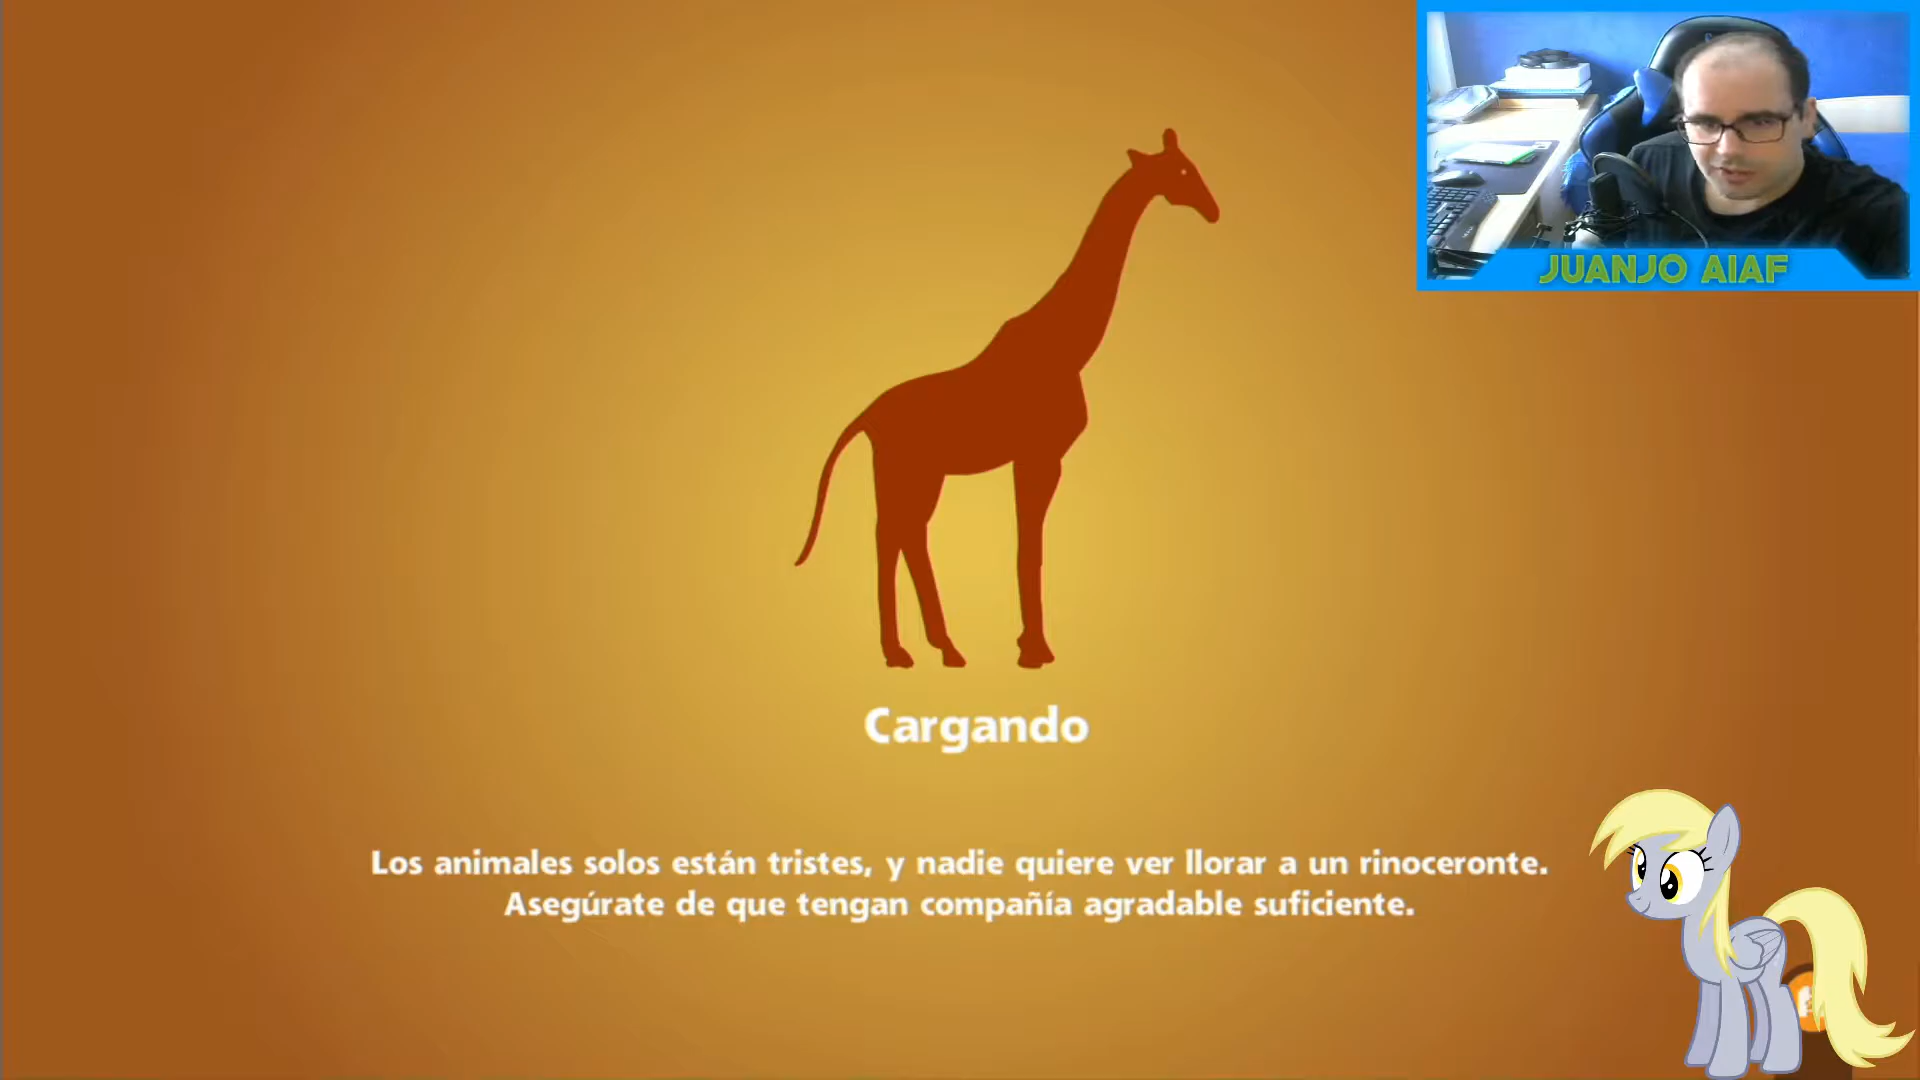 JUANJO AIAF
Cargando
Los animales solos están tristes, y nadie quiere ver llorar a un rinoceronte.
Asegúrate de que tengan compañía agradable suficiente.